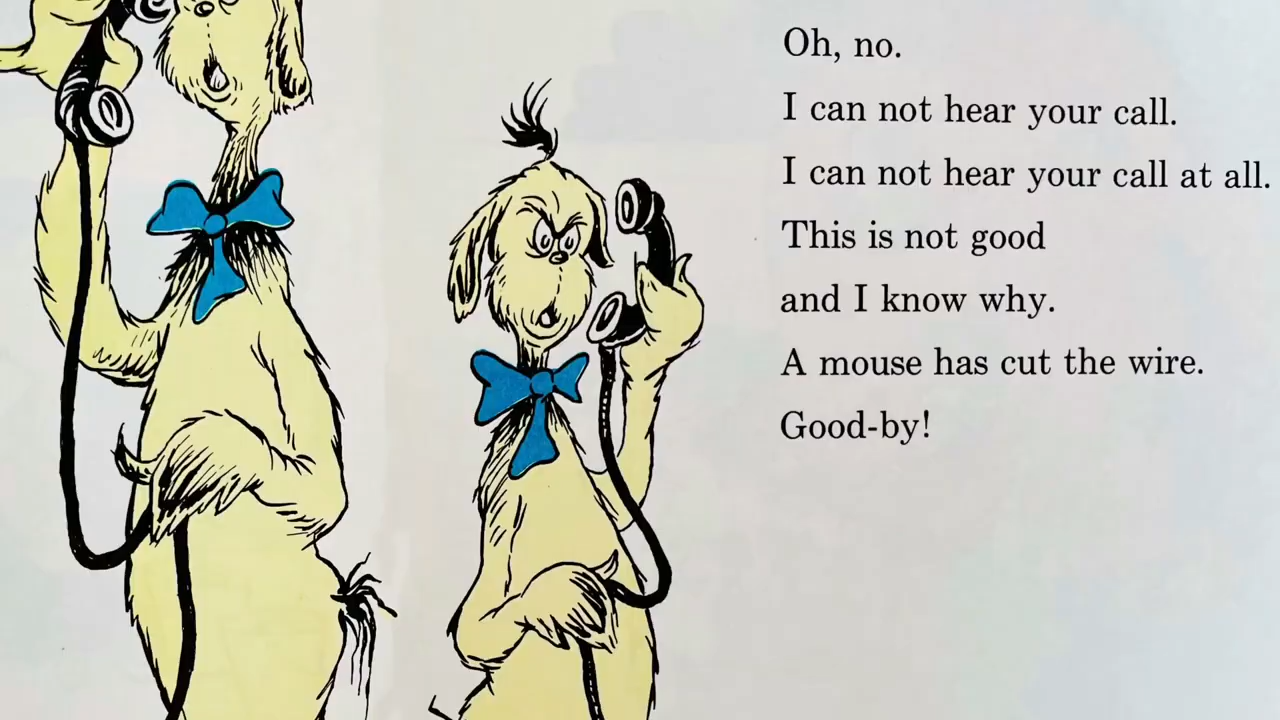 Oh, no.
I can not hear your call.
I can not hear your call at all.
This is not good
and I know why.
A mouse has cut the wire.
Good-by!